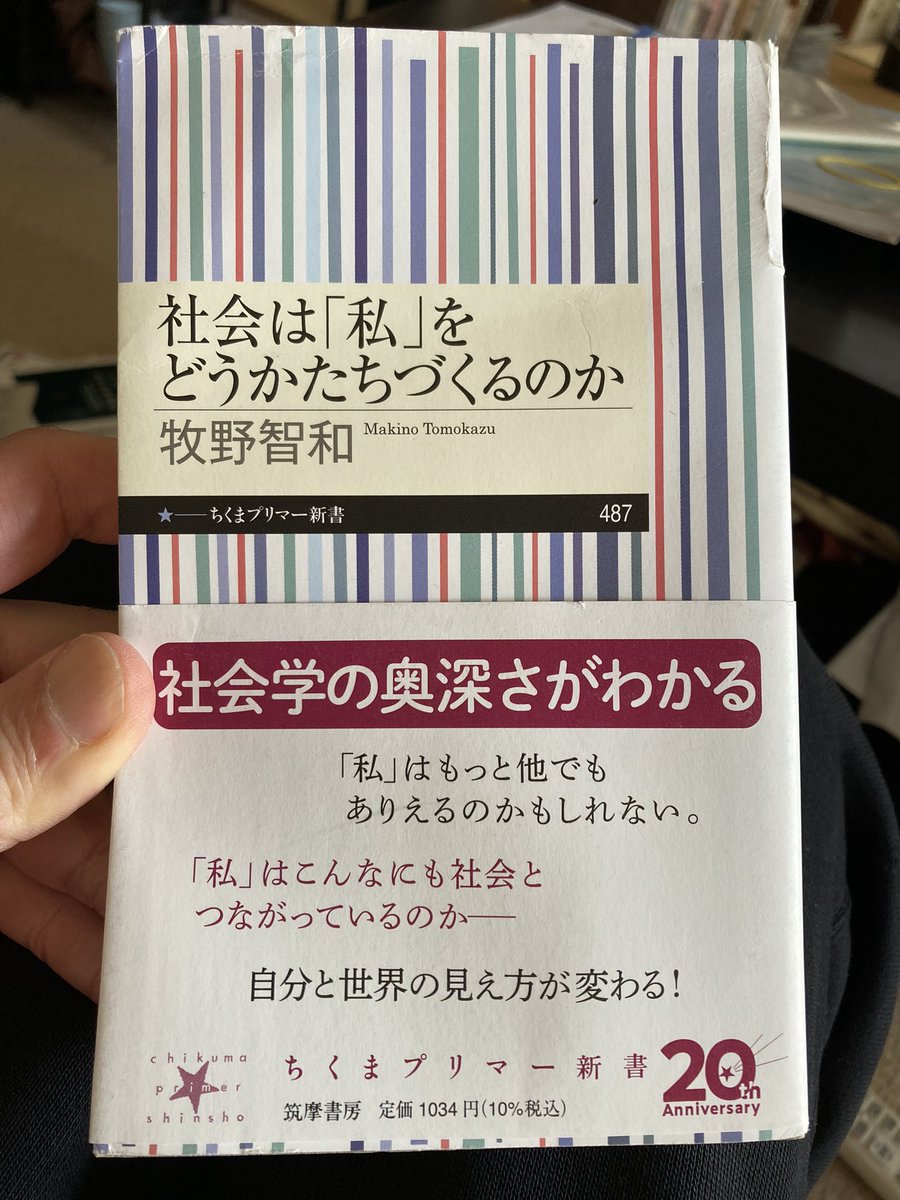 社会は「私」を
どうかたちづくるのか
牧野智和 Makino Tomokazu
★──ちくまプリマー新書 487
社会学の奥深さがわかる
「私」はもっと他でも
ありえるのかもしれない。
「私」はこんなにも社会と
つながっているのか──
自分と世界の見え方が変わる!
chikuma
primer
shinsho
ちくまプリマー新書
筑摩書房 定価1034円(10%税込)
20th
Anniversary